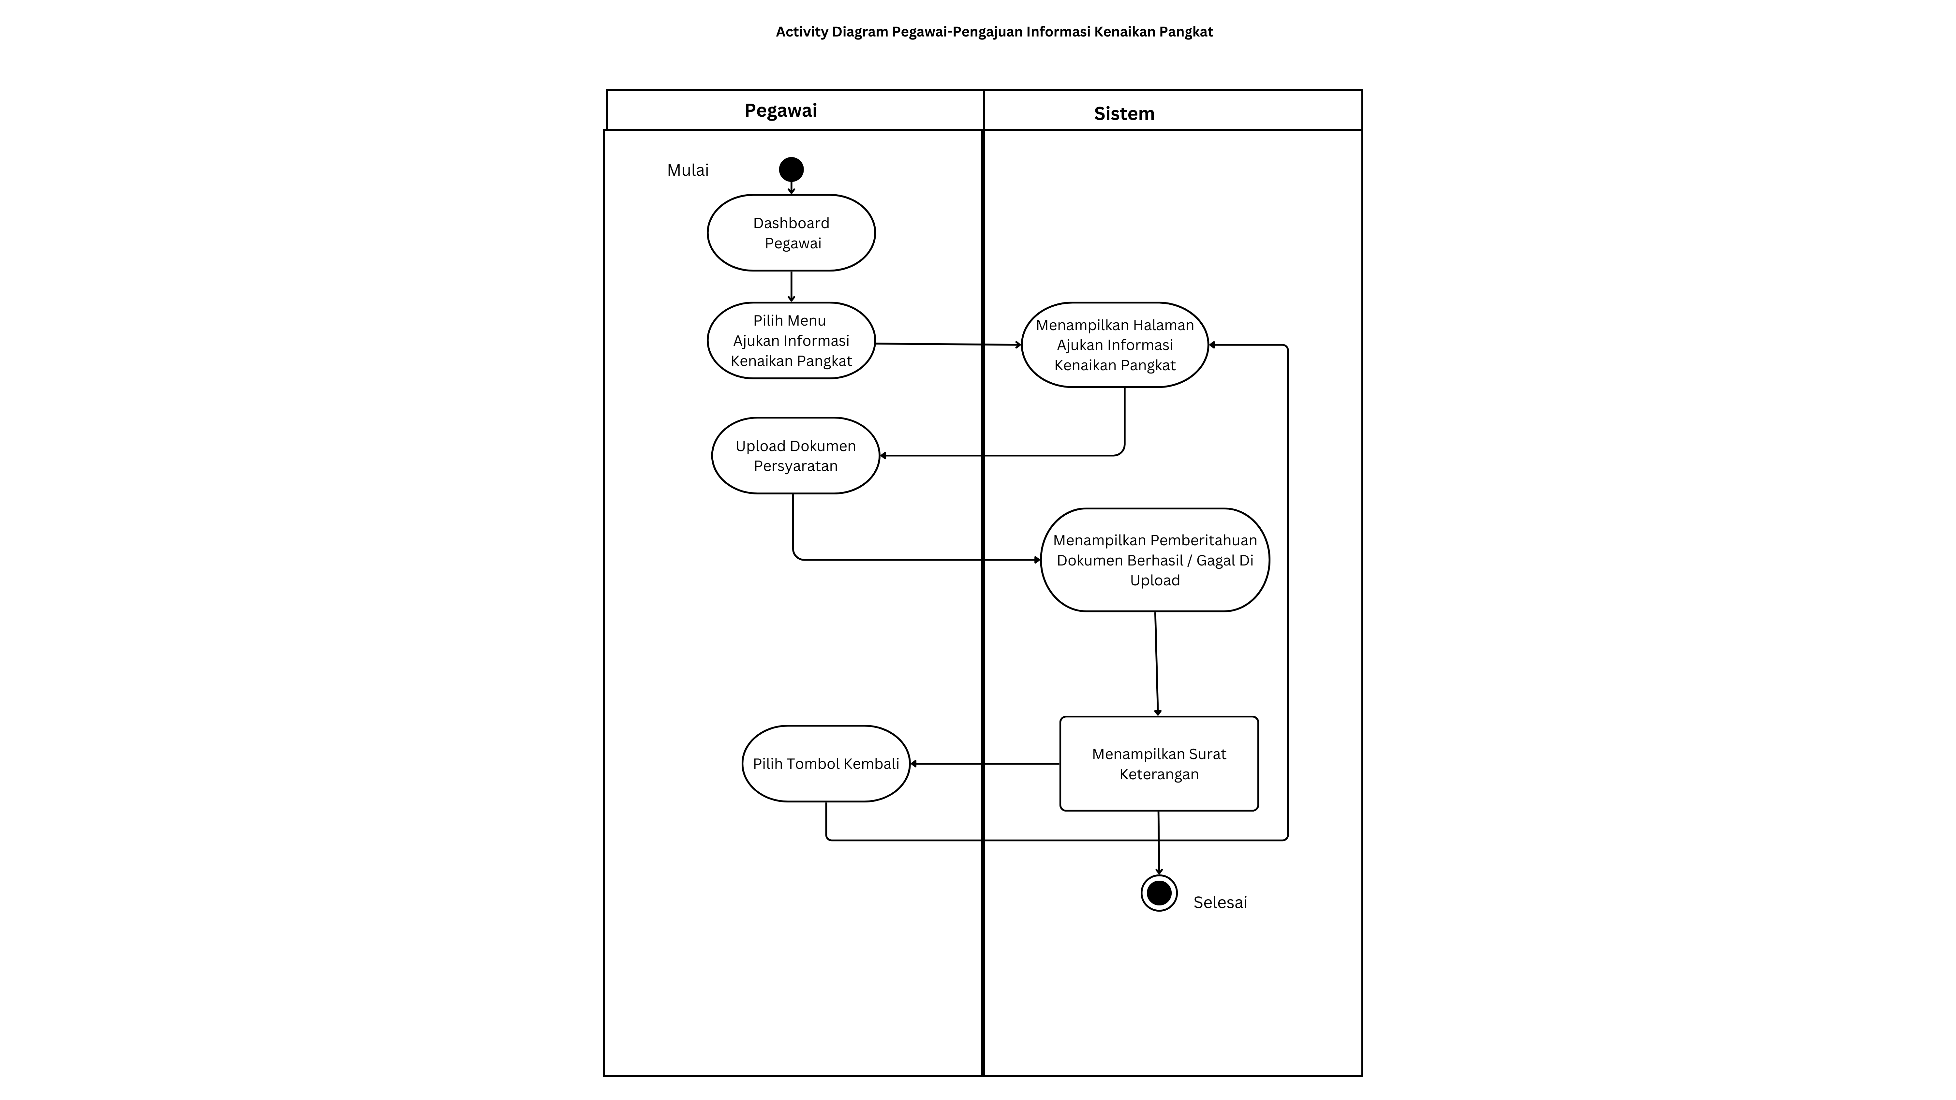 Activity Diagram Pegawai-Pengajuan Informasi Kenaikan Pangkat
Pegawai
Sistem
Mulai
Dashboard
Pegawai
Pilih Menu
Ajukan Informasi
Kenaikan Pangkat
Menampilkan Halaman
Ajukan Informasi
Kenaikan Pangkat
Upload Dokumen
Persyaratan
Menampilkan Pemberitahuan
Dokumen Berhasil / Gagal Di
Upload
Menampilkan Surat
Keterangan
Pilih Tombol Kembali
Selesai